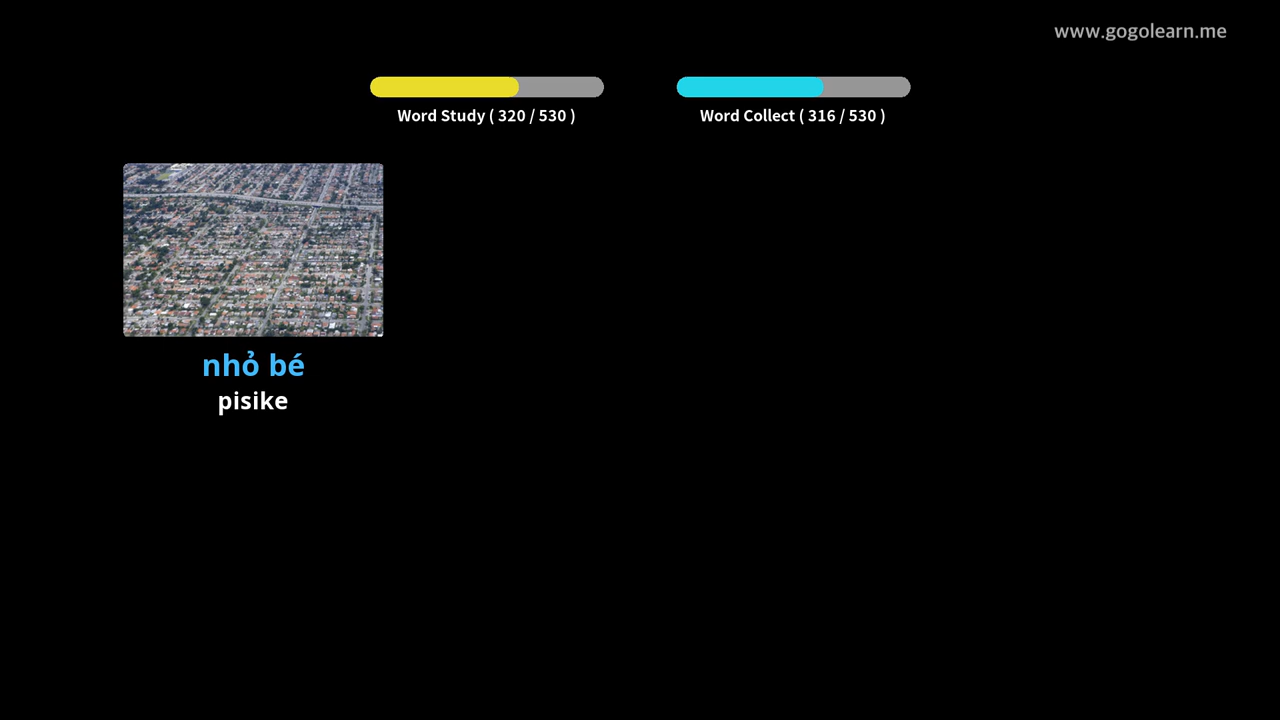 www.gogolearn.me
Word Study ( 320 / 530 )
Word Collect ( 316 / 530 )
nhỏ bé
pisike